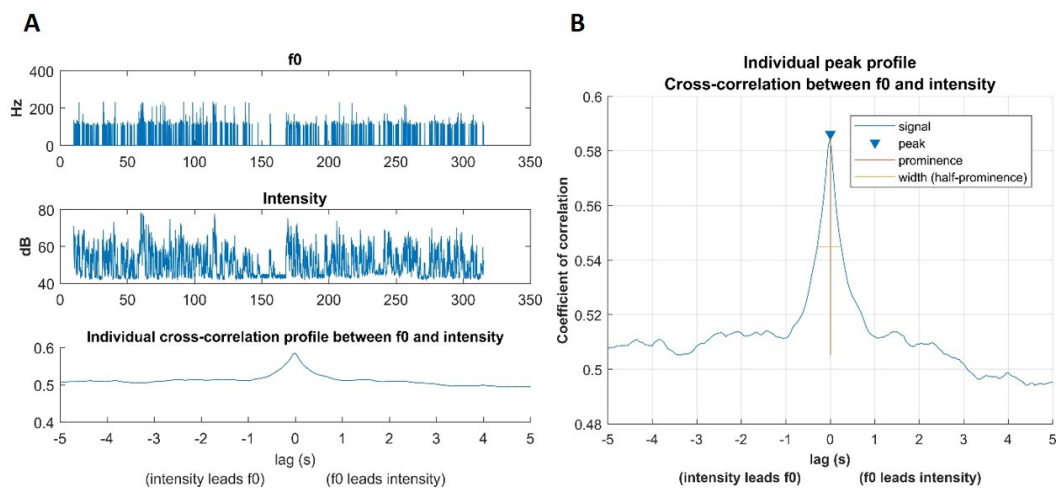 A
f0
Hz
400
200
0
0 50 100 150 200 250 300 350
Intensity
dB
80
60
40
0 50 100 150 200 250 300 350
Individual cross-correlation profile between f0 and intensity
0.6
0.5
0.4
-5 -4 -3 -2 -1 0 1 2 3 4 5
lag (s)
(intensity leads f0) (f0 leads intensity)
B
Individual peak profile
Cross-correlation between f0 and intensity
Coefficient of correlation
0.6
0.58
0.56
0.54
0.52
0.5
0.48
signal
peak
prominence
width (half-prominence)
-5 -4 -3 -2 -1 0 1 2 3 4 5
lag (s)
(intensity leads f0) (f0 leads intensity)